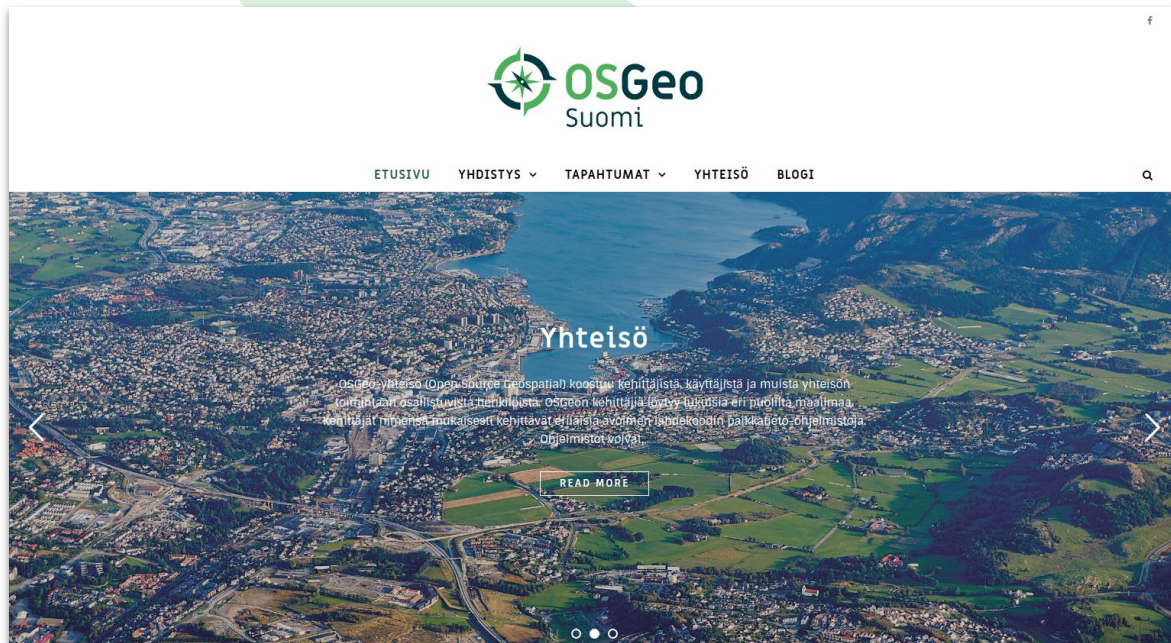 f
OSGeo
Suomi
ETUSIVU YHDISTYS TAPAHTUMAT YHTEISÖ BLOGI
Yhteisö
OSGeo-yhteisö (Open Source Geospatial) koostuu kehittäjistä, käyttäjistä ja muista yhteisön
toimintaan osallistuvista henkilöistä. OSGeon kehittäjiä löytyy lukuisia eri puolilta maailmaa,
kehittäjät nimensä mukaisesti kehittävät erilaisia avoimen lähdekoodin paikkatieto-ohjelmistoja.
Ohjelmistot voivat...
READ MORE